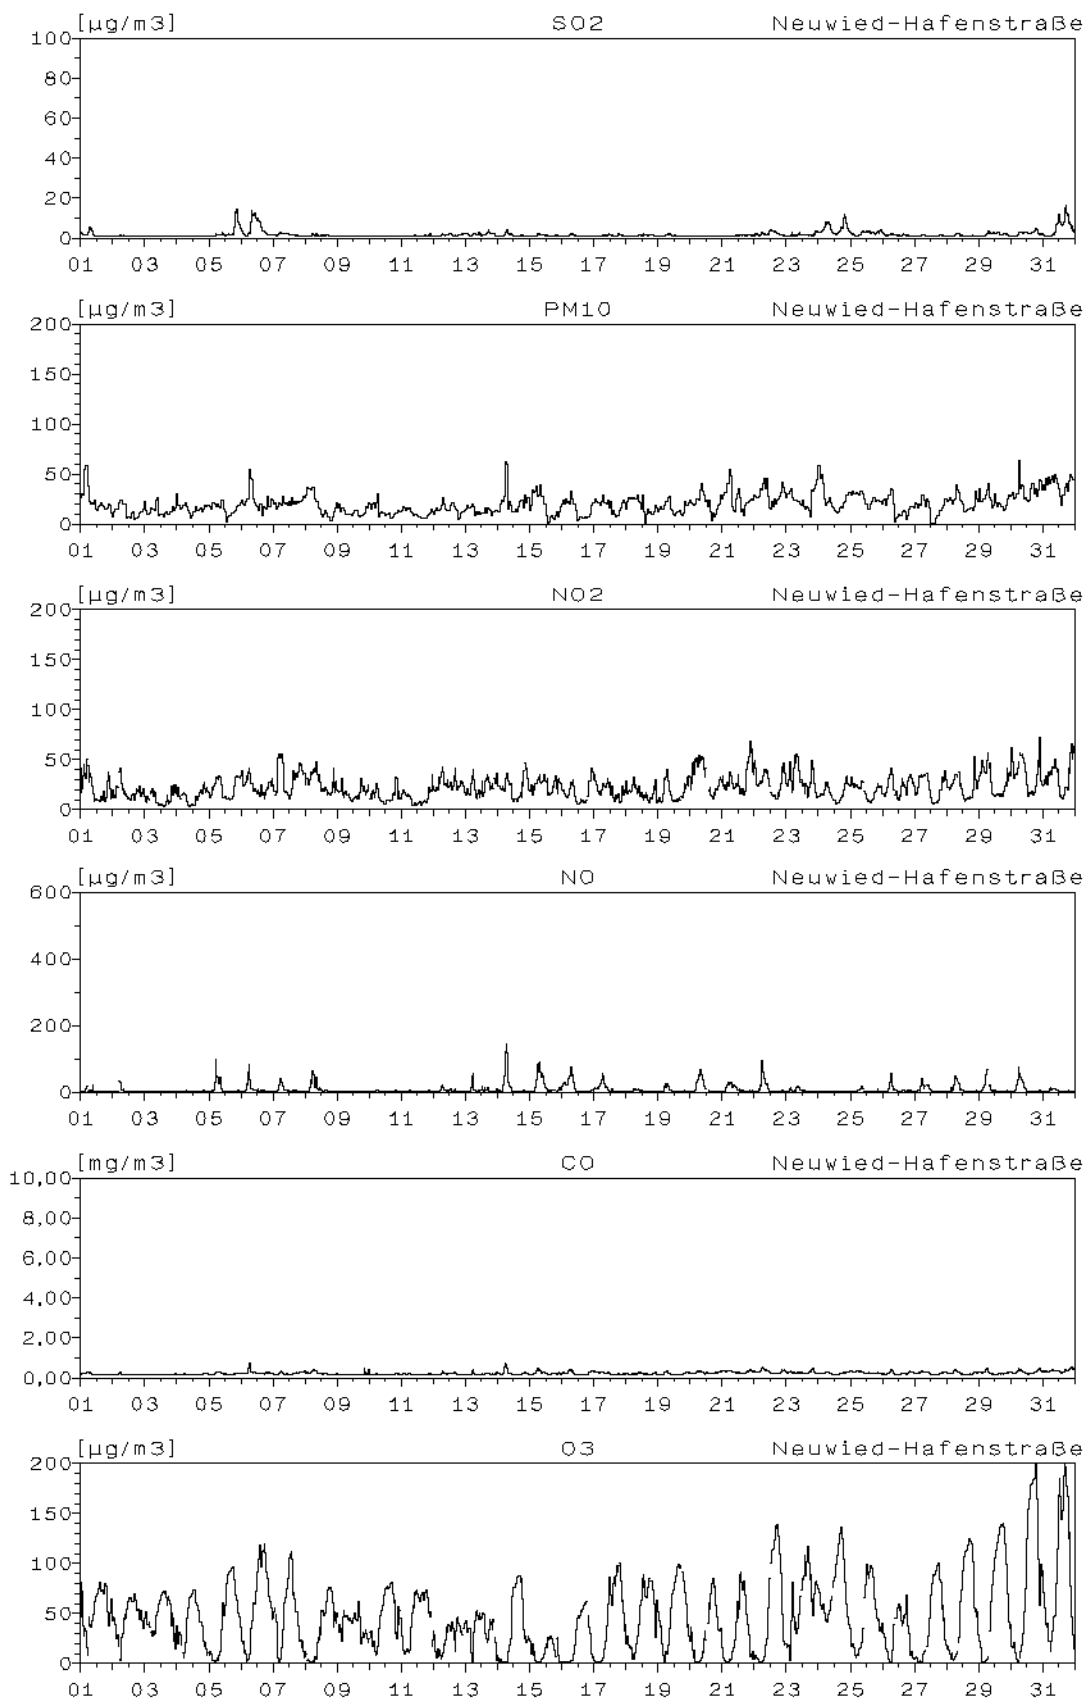 [µg/m3] SO2 Neuwied-Hafenstraße
100
80
60
40
20
0
01 03 05 07 09 11 13 15 17 19 21 23 25 27 29 31
[µg/m3] PM10 Neuwied-Hafenstraße
200
150
100
50
0
01 03 05 07 09 11 13 15 17 19 21 23 25 27 29 31
[µg/m3] NO2 Neuwied-Hafenstraße
200
150
100
50
0
01 03 05 07 09 11 13 15 17 19 21 23 25 27 29 31
[µg/m3] NO Neuwied-Hafenstraße
600
400
200
0
01 03 05 07 09 11 13 15 17 19 21 23 25 27 29 31
[mg/m3] CO Neuwied-Hafenstraße
10,00
8,00
6,00
4,00
2,00
0,00
01 03 05 07 09 11 13 15 17 19 21 23 25 27 29 31
[µg/m3] O3 Neuwied-Hafenstraße
200
150
100
50
0
01 03 05 07 09 11 13 15 17 19 21 23 25 27 29 31